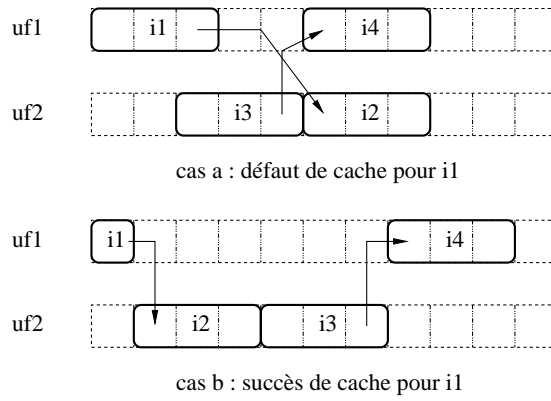 uf1 i1 i4
uf2 i3 i2
cas a : défaut de cache pour i1
uf1 i1 i4
uf2 i2 i3
cas b : succès de cache pour i1